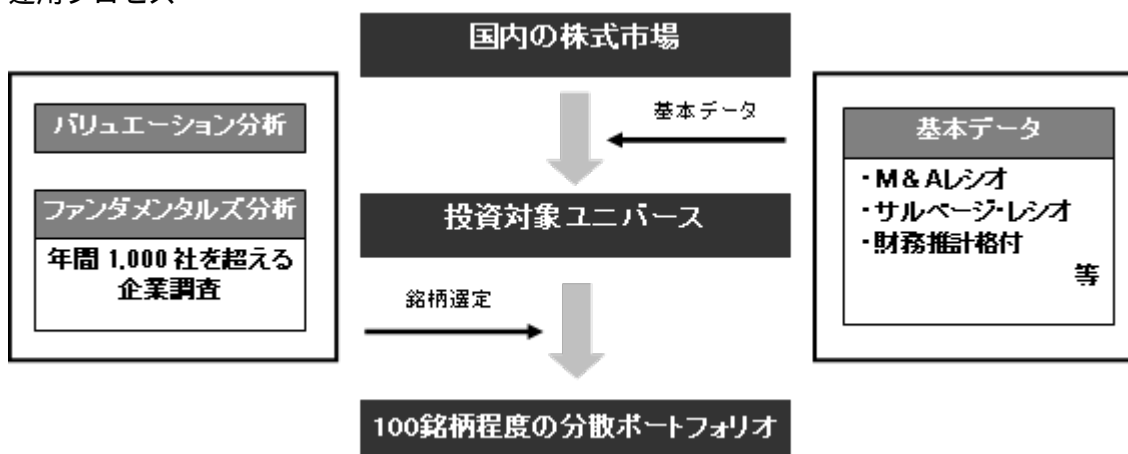 運用プロセス
国内の株式市場
基本データ
バリュエーション分析
ファンダメンタルズ分析
年間 1,000 社を超える
企業調査
基本データ
・M&Aレシオ
・サルベージ・レシオ
・財務推計格付
等
投資対象ユニバース
銘柄選定
100銘柄程度の分散ポートフォリオ